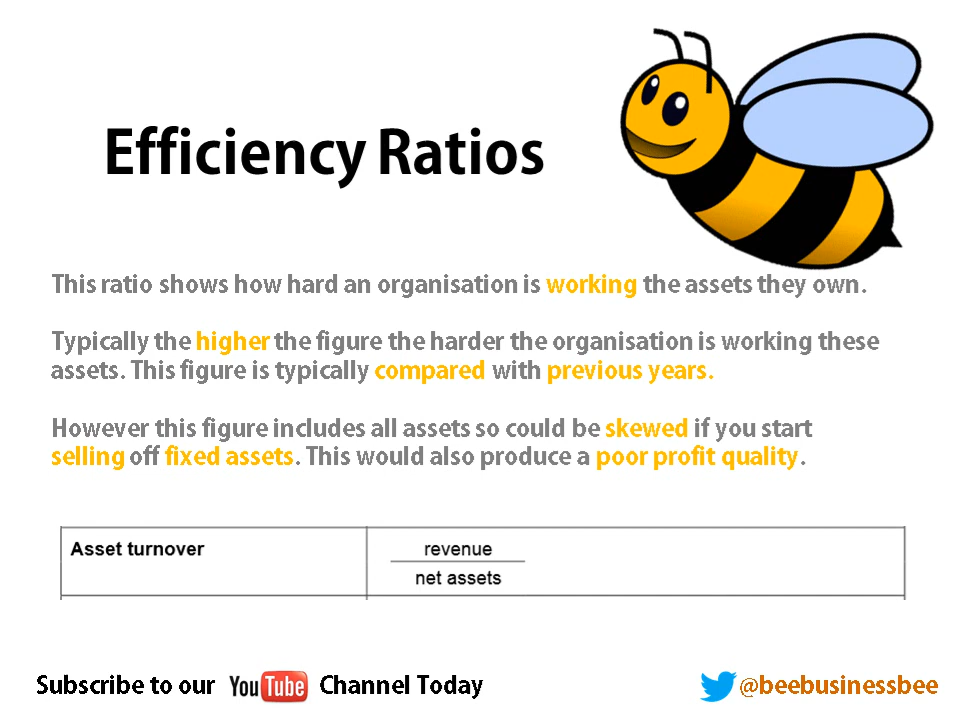 Efficiency Ratios
This ratio shows how hard an organisation is working the assets they own.
Typically the higher the figure the harder the organisation is working these
assets. This figure is typically compared with previous years.
However this figure includes all assets so could be skewed if you start
selling off fixed assets. This would also produce a poor profit quality.
Asset turnover
revenue
net assets
Subscribe to our YouTube Channel Today
@beebusinessbee